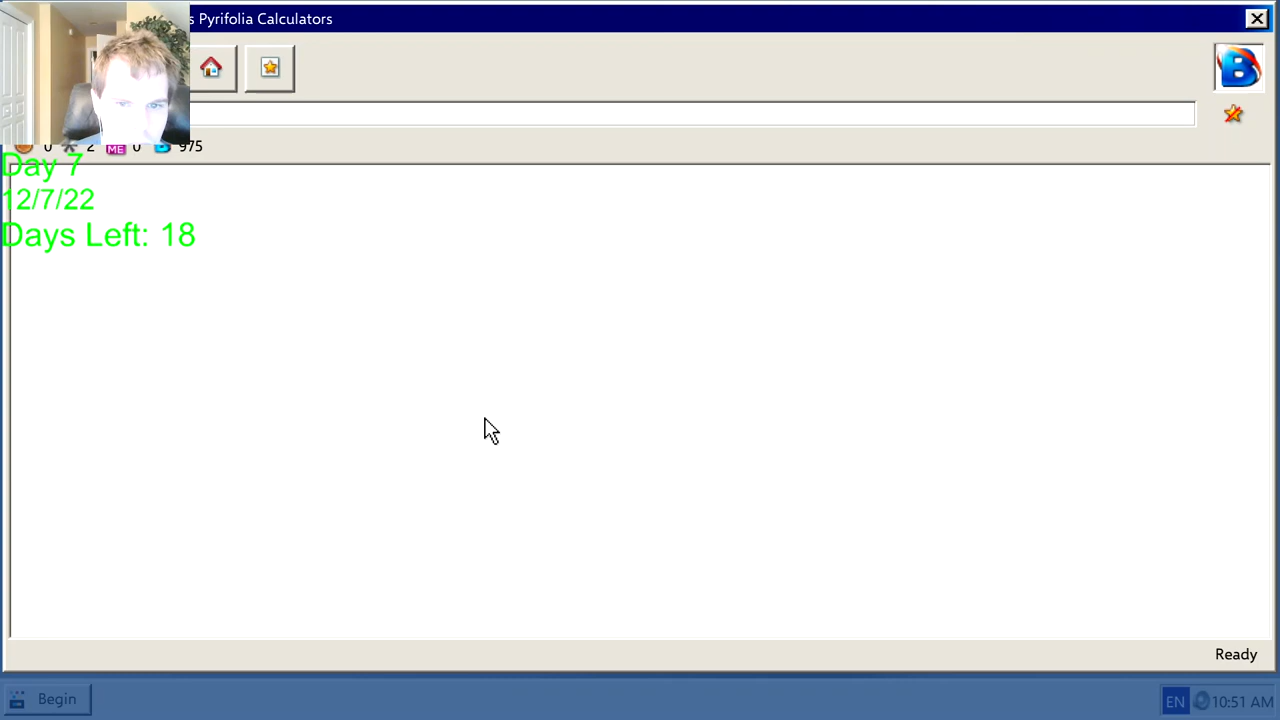 s Pyrifolia Calculators
B
0 2 ME 0 975
Day 7
12/7/22
Days Left: 18
Ready
Begin
EN 10:51 AM